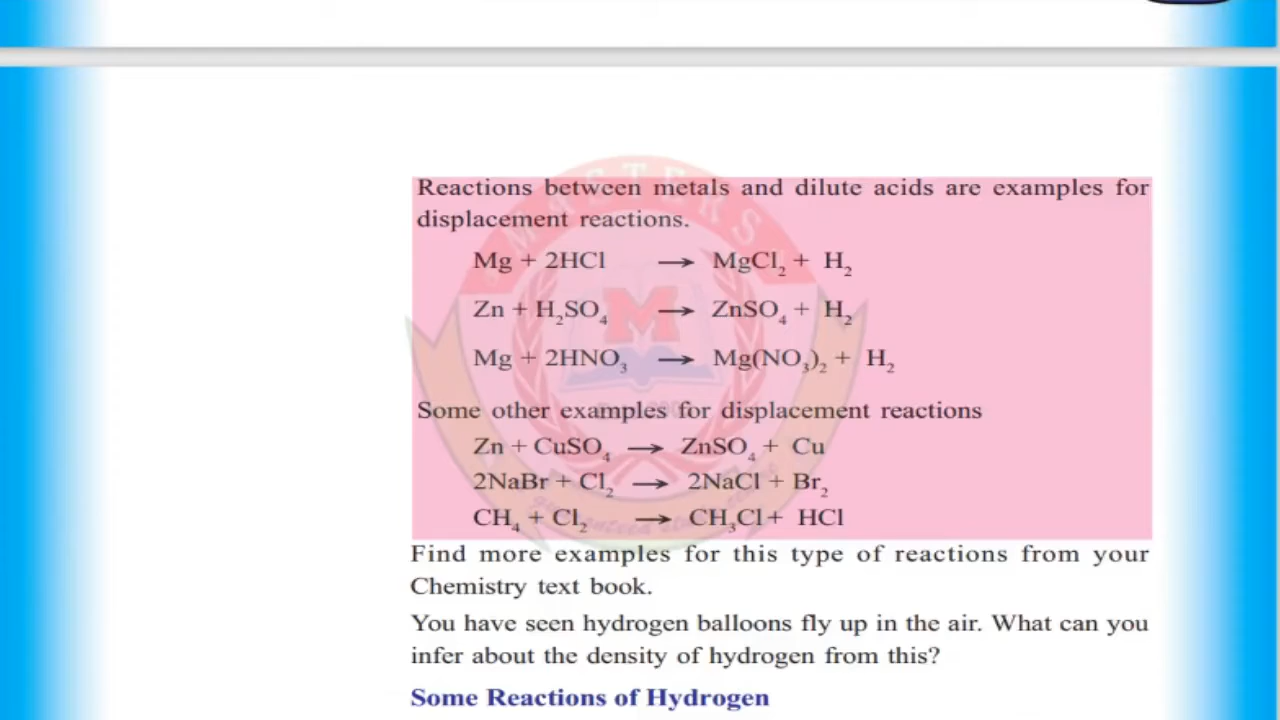 Reactions between metals and dilute acids are examples for
displacement reactions.
Mg + 2HCl → MgCl₂ + H₂
Zn + H₂SO₄ → ZnSO₄ + H₂
Mg + 2HNO₃ → Mg(NO₃)₂ + H₂
Some other examples for displacement reactions
Zn + CuSO₄ → ZnSO₄ + Cu
2NaBr + Cl₂ → 2NaCl + Br₂
CH₄ + Cl₂ → CH₃Cl + HCl
Find more examples for this type of reactions from your
Chemistry text book.
You have seen hydrogen balloons fly up in the air. What can you
infer about the density of hydrogen from this?
Some Reactions of Hydrogen
MASTERS
M